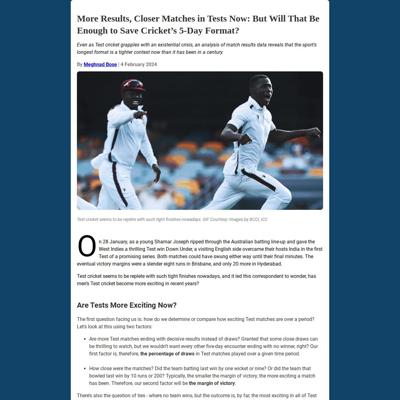 More Results, Closer Matches in Tests Now: But Will That Be
Enough to Save Cricket's 5-Day Format?
Even as Test cricket grapples with an existential crisis, an analysis of match results data reveals that the sport's
longest format is a tighter contest now than it has been in a century.
By Meghnad Bose | 4 February 2024
Test cricket seems to be replete with such tight finishes nowadays. GIF Courtesy: Images by BCCI, ICC
On 28 January, as a young Shamar Joseph ripped through the Australian batting line-up and gave the
West Indies a thrilling Test win Down Under, a visiting English side overcame their hosts India in the first
Test of a promising series. Both matches could have swung either way until their final minutes. The
eventual victory margins were a slender eight runs in Brisbane, and only 28 more in Hyderabad.
Test cricket seems to be replete with such tight finishes nowadays, and it led this correspondent to wonder, has
men's Test cricket become more exciting in recent years?
Are Tests More Exciting Now?
The first question facing us is: how do we determine or compare how exciting Test matches are over a period?
Let's look at this using two factors:
• Are more Test matches ending with decisive results instead of draws? Granted that some close draws can
be thrilling to watch, but we wouldn't want every other five-day encounter ending with no winner, right? Our
first factor is, therefore, the percentage of draws in Test matches played over a given time period.
• How close were the matches? Did the team batting last win by one wicket or nine? Or did the team that
bowled last win by 10 runs or 200? Typically, the smaller the margin of victory, the more exciting a match
has been. Therefore, our second factor will be the margin of victory.
There's also the question of ties - where no team wins, but the outcome is, by far, the most exciting in all of Test